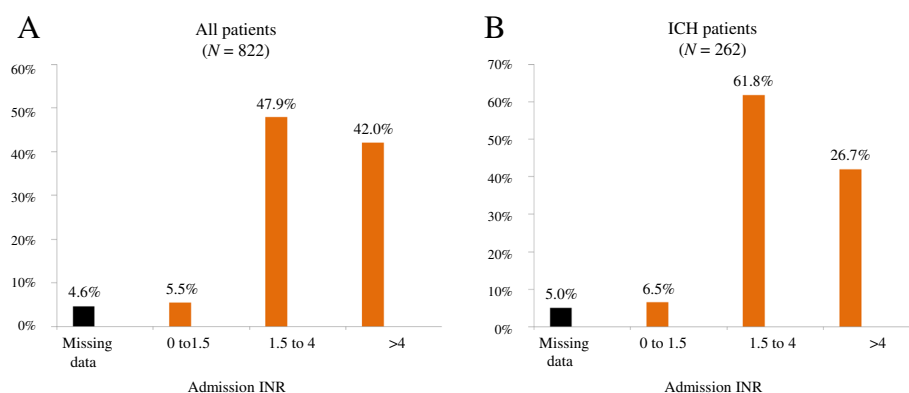 A
All patients
(N = 822)
60%
50%
40%
30%
20%
10%
0%
4.6%
5.5%
47.9%
42.0%
Missing
data
0 to1.5
1.5 to 4
>4
Admission INR
B
ICH patients
(N = 262)
70%
60%
50%
40%
30%
20%
10%
0%
5.0%
6.5%
61.8%
26.7%
Missing
data
0 to 1.5
1.5 to 4
>4
Admission INR